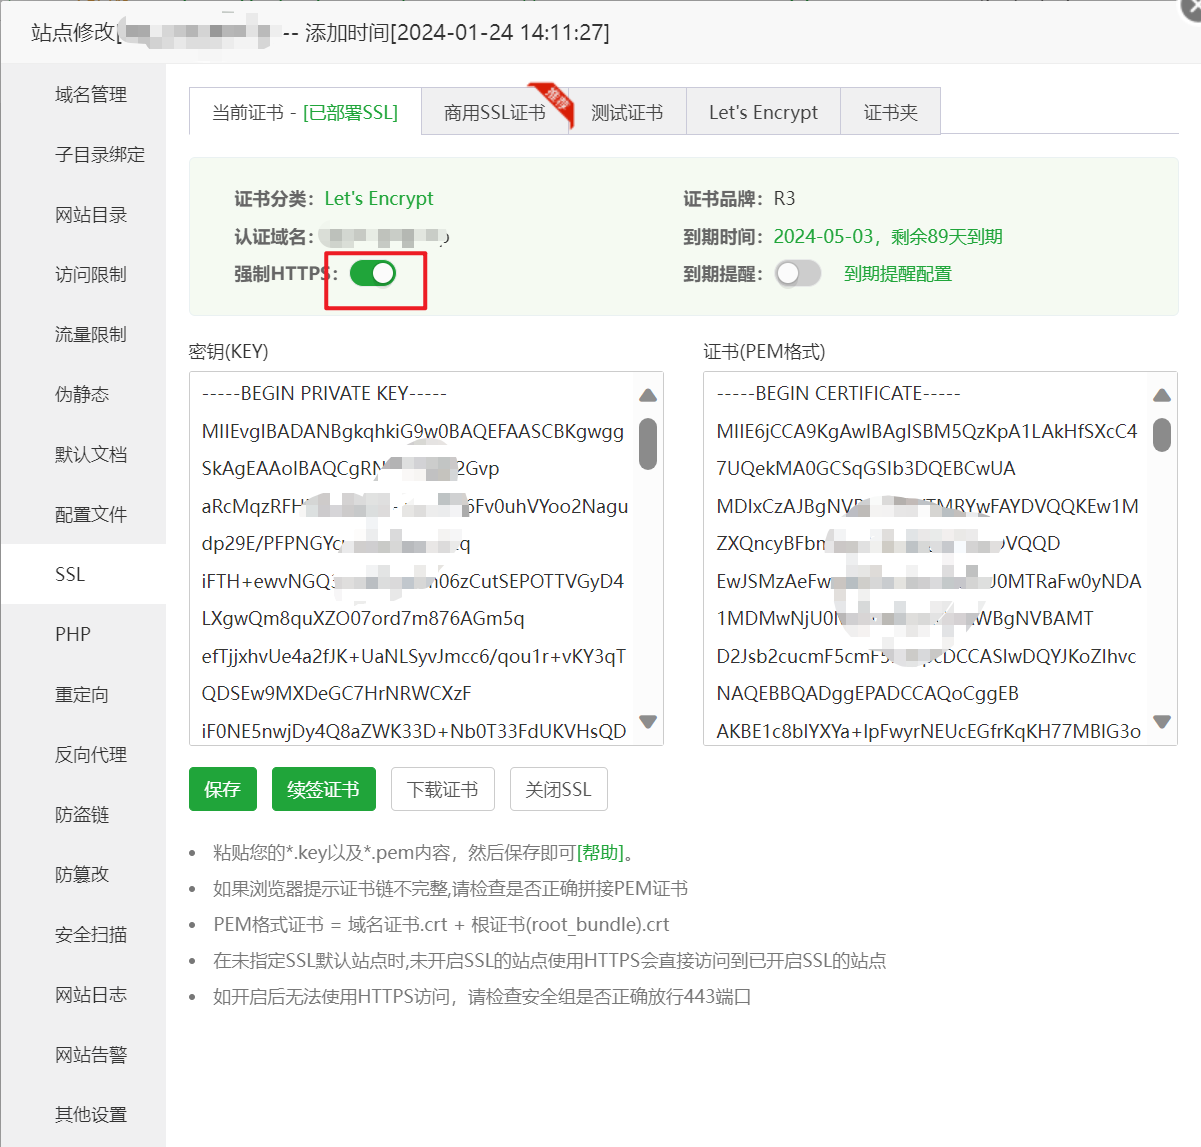 站点修改[ -- 添加时间[2024-01-24 14:11:27]
域名管理
子目录绑定
网站目录
访问限制
流量限制
伪静态
默认文档
配置文件
SSL
PHP
重定向
反向代理
防盗链
防篡改
安全扫描
网站日志
网站告警
其他设置
当前证书 - [已部署SSL]
商用SSL证书
推荐
测试证书
Let's Encrypt
证书夹
证书分类： Let's Encrypt
证书品牌： R3
认证域名：
到期时间： 2024-05-03，剩余89天到期
强制HTTPS：
到期提醒： 到期提醒配置
密钥(KEY)
-----BEGIN PRIVATE KEY-----
MIIEvgIBADANBgkqhkiG9w0BAQEFAASCBKgwgg
SkAgEAAoIBAQCgRN 2Gvp
aRcMqzRFH 6Fv0uhVYoo2Nagu
dp29E/PFPNGY q
iFTH+ewvNGQ 06zCutSEPOTTVGyD4
LXgwQm8quXZO07ord7m876AGm5q
efTjjxhvUe4a2fJK+UaNLSyvJmcc6/qou1r+vKY3qT
QDSEw9MXDeGC7HrNRWCXzF
iF0NE5nwjDy4Q8aZWK33D+Nb0T33FdUKVHsQD
证书(PEM格式)
-----BEGIN CERTIFICATE-----
MIIE6jCCA9KgAwIBAgISBM5QzKpA1LAkHfSXcC4
7UQekMA0GCSqGSIb3DQEBCwUA
MDIxCzAJBgNV TMRYwFAYDVQQKEw1M
ZXQncyBFbm VQQD
EwJSMzAeFw J0MTRaFw0yNDA
1MDMwNjU0 WBgNVBAMT
D2Jsb2cucmF5cmF5 cDCCASIwDQYJKoZIhvc
NAQEBBQADggEPADCCAQoCggEB
AKBE1c8bIYXYa+IpFwyrNEUcEGfrKqKH77MBIG3o
保存
续签证书
下载证书
关闭SSL
• 粘贴您的*.key以及*.pem内容，然后保存即可[帮助]。
• 如果浏览器提示证书链不完整,请检查是否正确拼接PEM证书
• PEM格式证书 = 域名证书.crt + 根证书(root_bundle).crt
• 在未指定SSL默认站点时,未开启SSL的站点使用HTTPS会直接访问到已开启SSL的站点
• 如开启后无法使用HTTPS访问，请检查安全组是否正确放行443端口